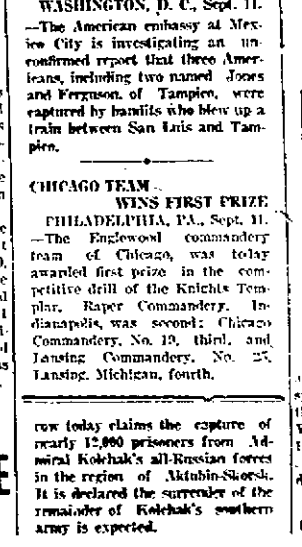 WASHINGTON, D. C., Sept. 11.
—The American embassy at Mex-
ico City is investigating an un-
confirmed report that three Amer-
icans, including two named Jones
and Ferguson, of Tampico, were
captured by bandits who blew up a
train between San Luis and Tam-
pico.
CHICAGO TEAM
WINS FIRST PRIZE
PHILADELPHIA, PA., Sept. 11.
—The Englewood commandery
team of Chicago, was today
awarded first prize in the com-
petitive drill of the Knights Tem-
plar. Raper Commandery, In-
dianapolis, was second; Chicago
Commandery, No. 19, third, and
Lansing Commandery, No. 25,
Lansing, Michigan, fourth.
row today claims the capture of
nearly 12,000 prisoners from Ad-
miral Kolchak's all-Russian forces
in the region of Aktubin-Skorsk.
It is declared the surrender of the
remainder of Kolchak's southern
army is expected.